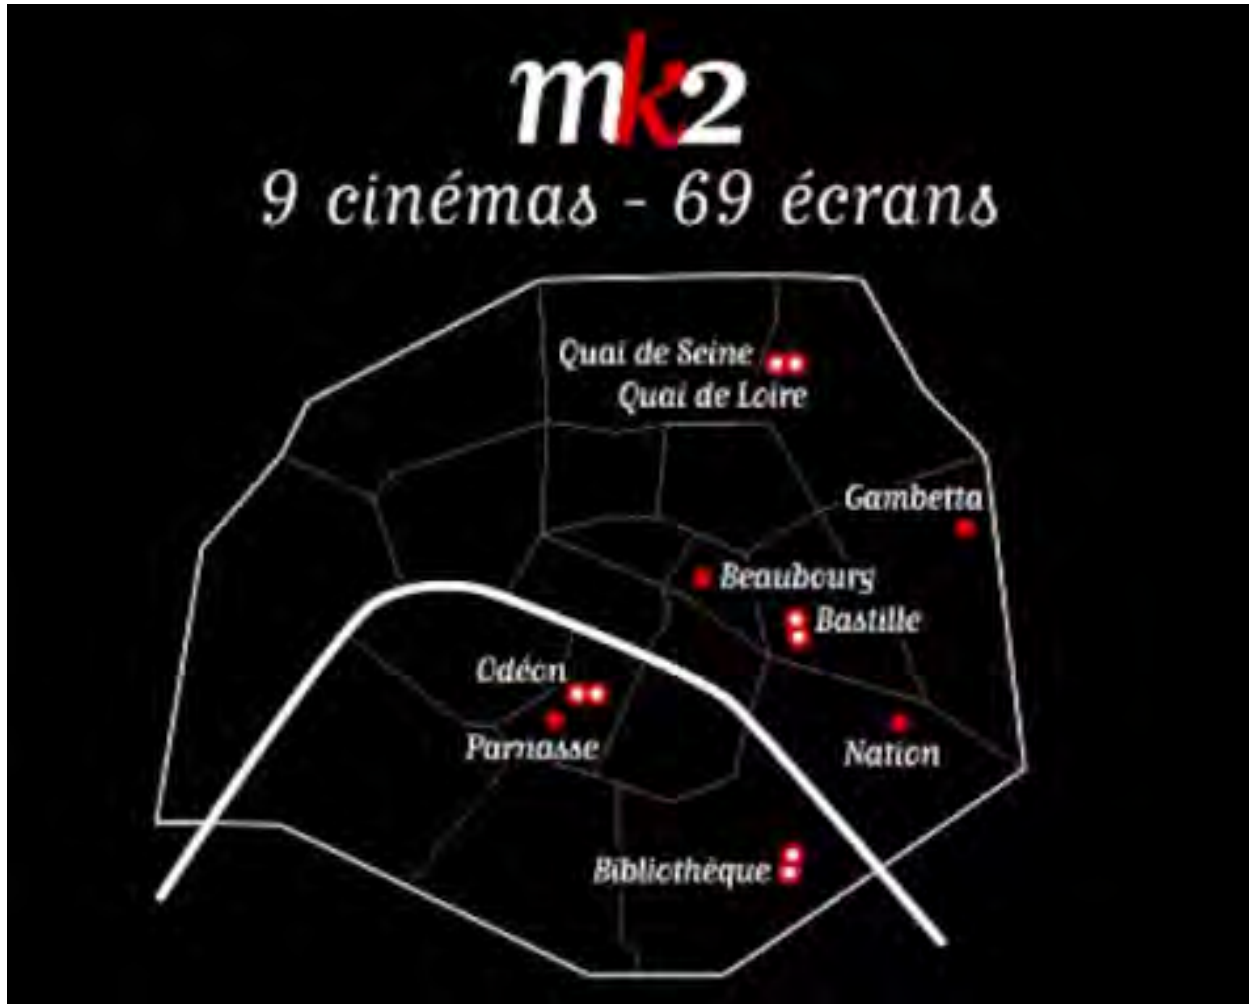 mk2
9 cinémas - 69 écrans
Quai de Seine
Quai de Loire
Gambetta
Beaubourg
Bastille
Odéon
Parnasse
Nation
Bibliothèque